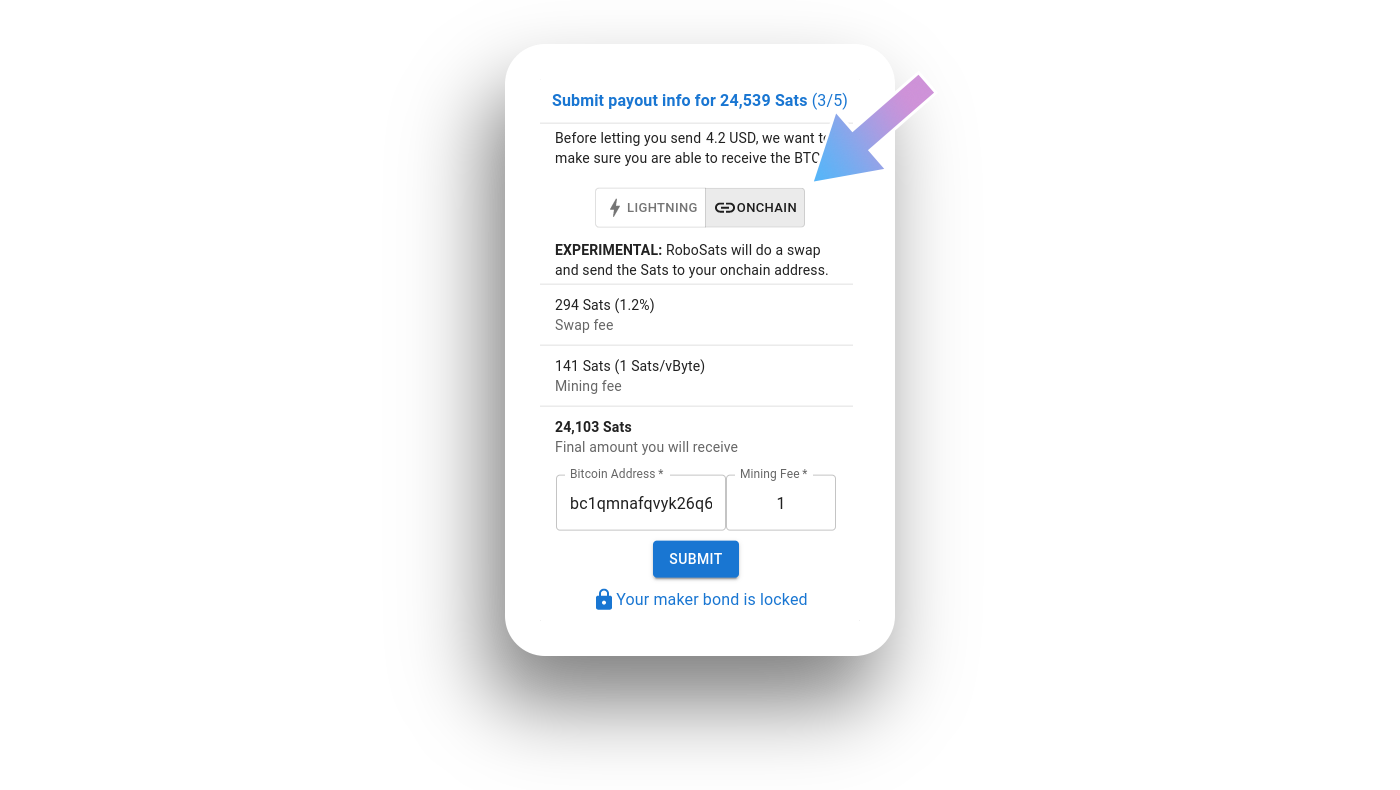 Submit payout info for 24,539 Sats (3/5)
Before letting you send 4.2 USD, we want
make sure you are able to receive the BTC
LIGHTNING
ONCHAIN
EXPERIMENTAL: RoboSats will do a swap
and send the Sats to your onchain address.
294 Sats (1.2%)
Swap fee
141 Sats (1 Sats/vByte)
Mining fee
24,103 Sats
Final amount you will receive
Bitcoin Address *
Mining Fee *
bc1qmnafqvyk26q6
1
SUBMIT
Your maker bond is locked